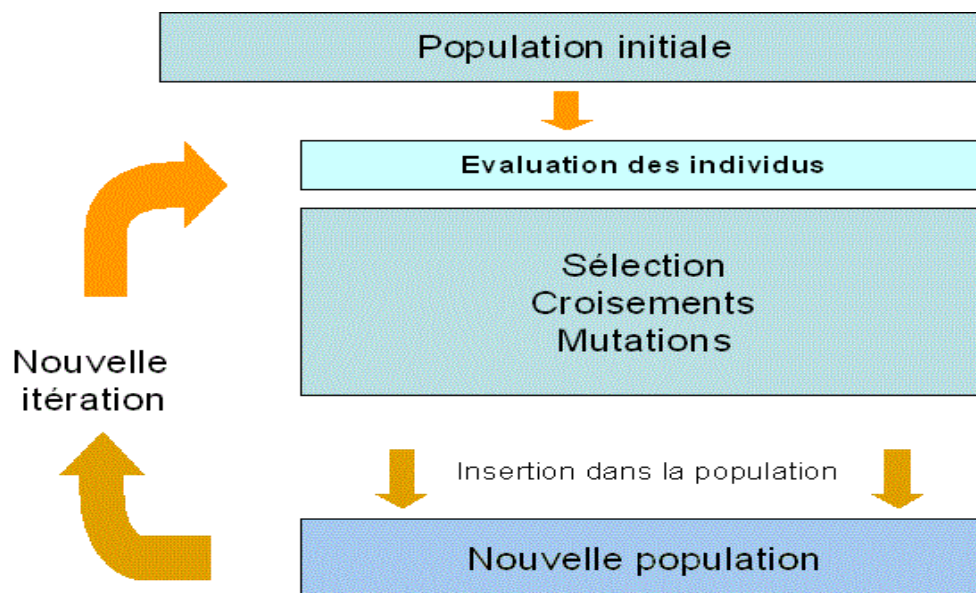 Population initiale
Evaluation des individus
Sélection
Croisements
Mutations
Nouvelle
itération
Insertion dans la population
Nouvelle population